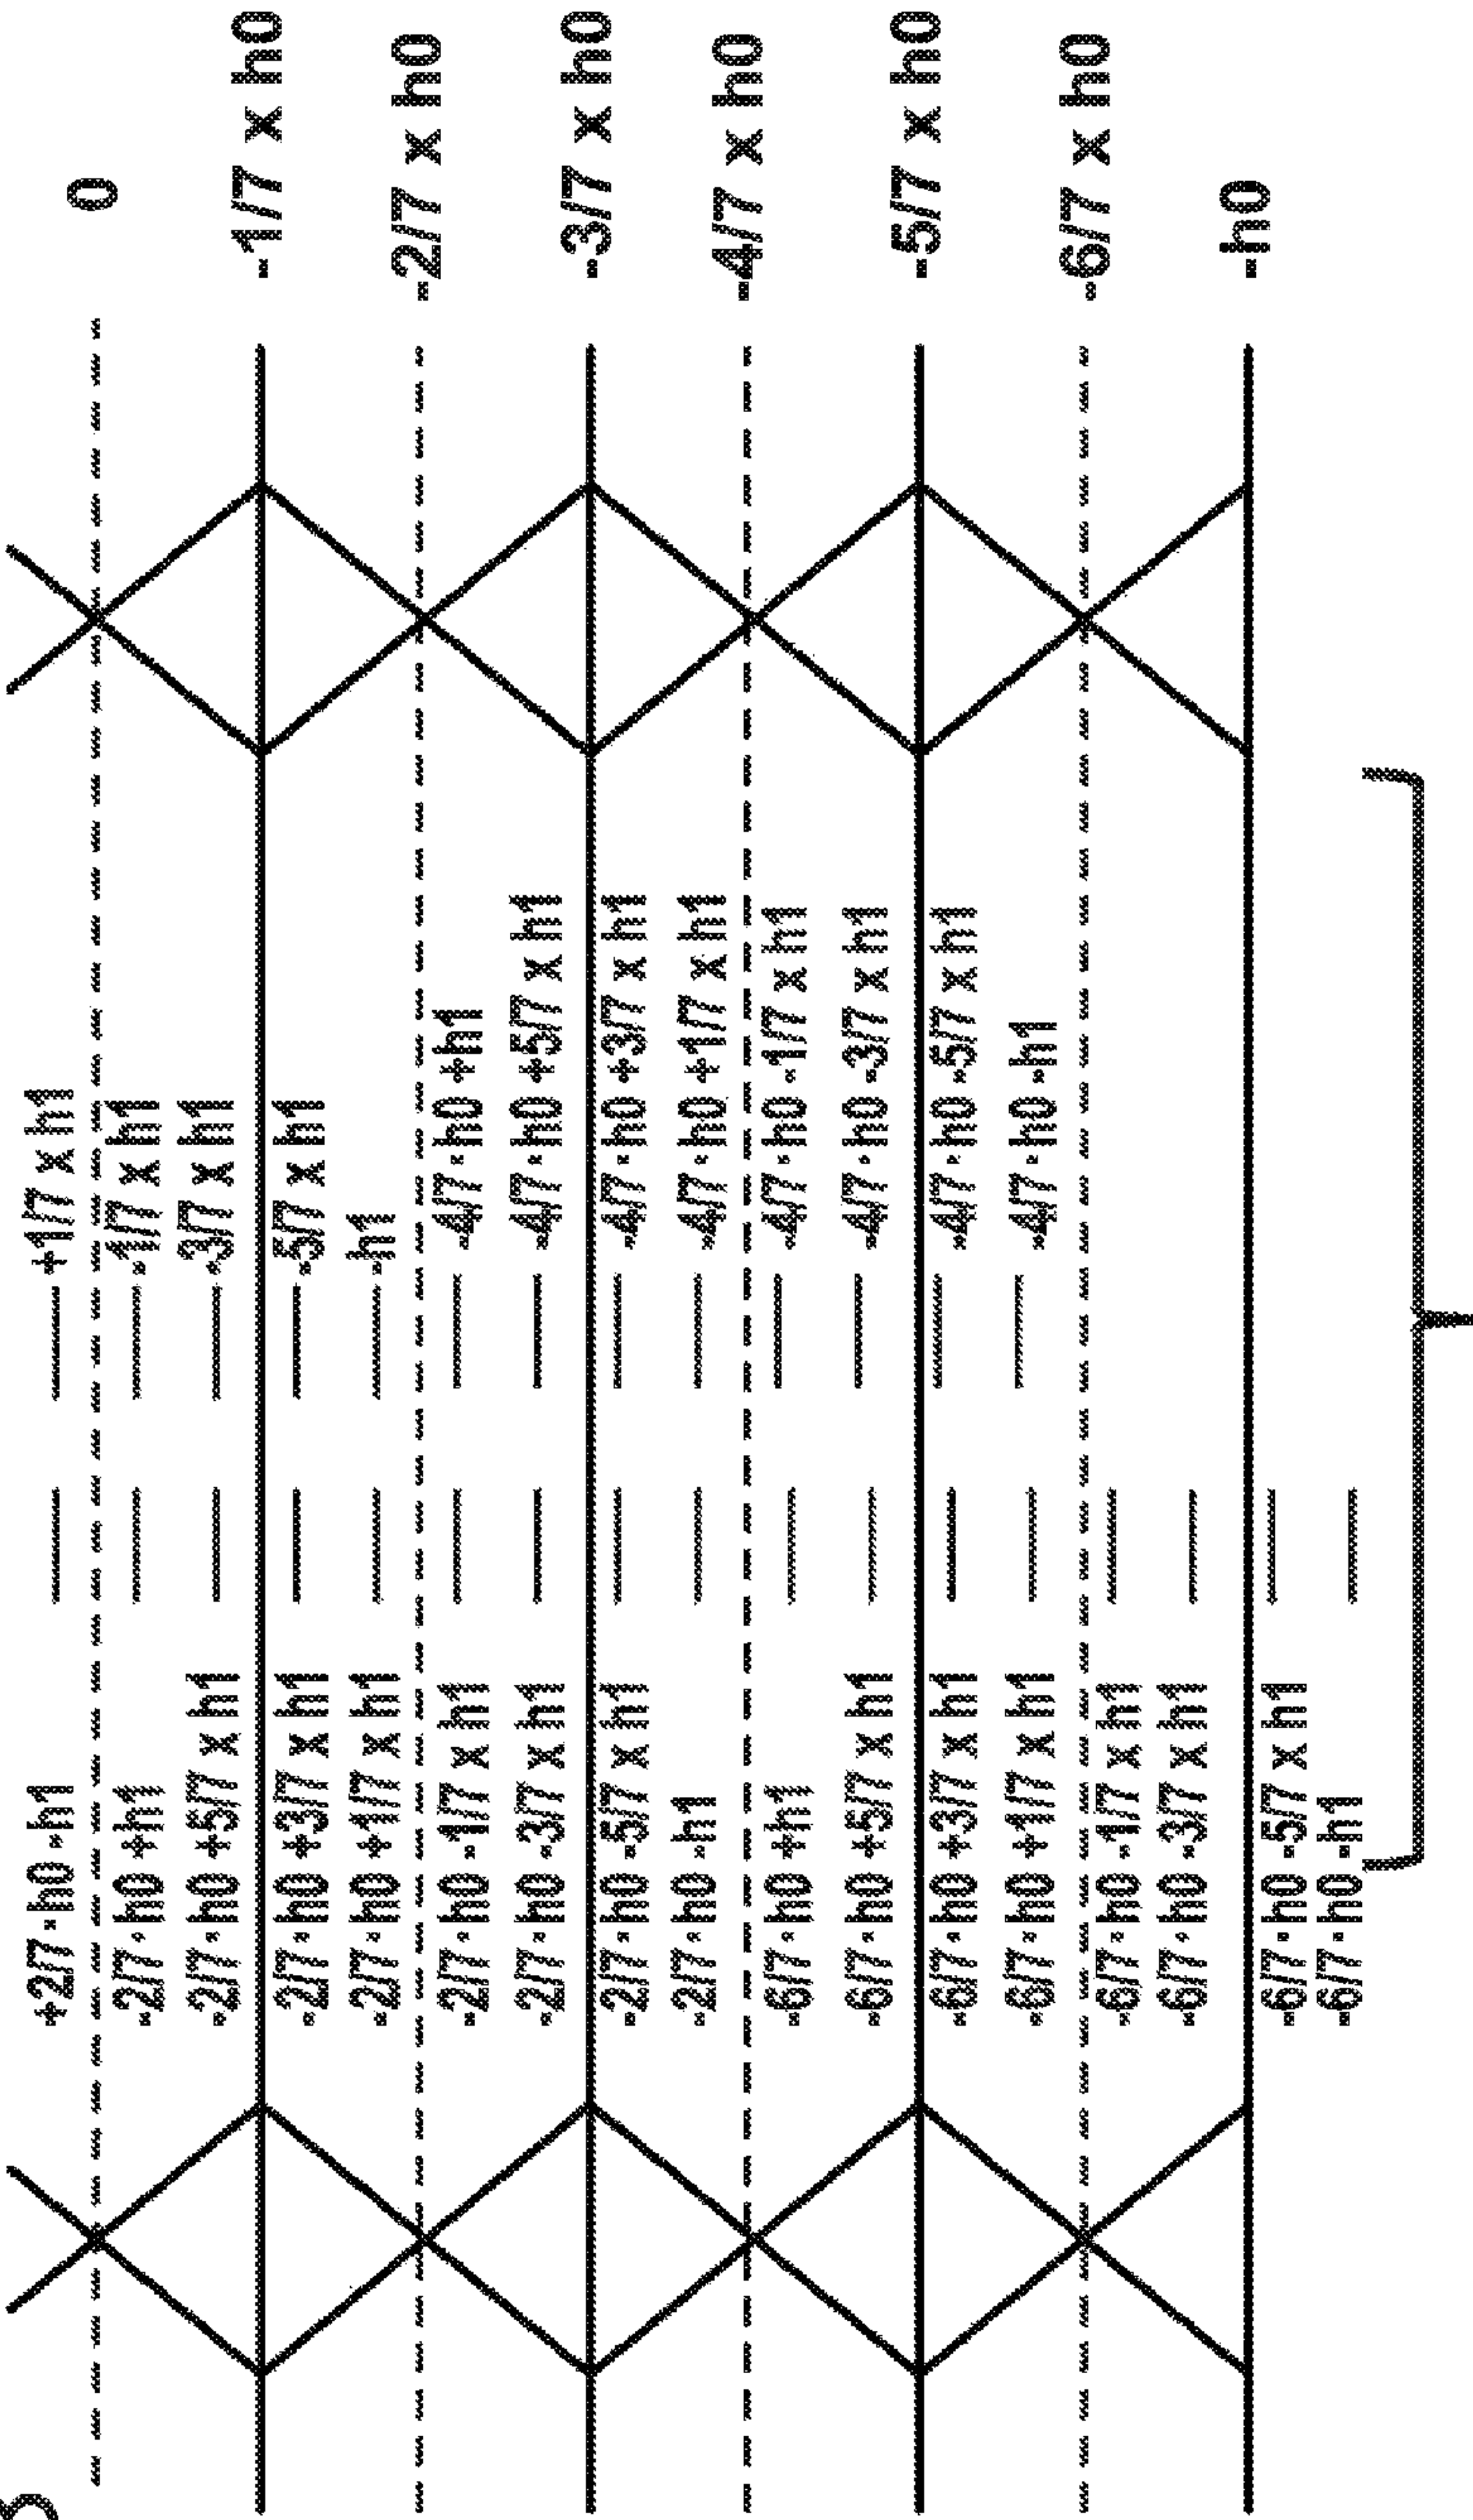 0
-1/7 x h0
-2/7 x h0
-3/7 x h0
-4/7 x h0
-5/7 x h0
-6/7 x h0
-h0
+1/7 x h1
-1/7 x h1
-3/7 x h1
-5/7 x h1
-h1
-4/7·h0 +h1
-4/7·h0 +5/7 x h1
-4/7·h0 +3/7 x h1
-4/7·h0 +1/7 x h1
-4/7·h0 -1/7 x h1
-4/7·h0 -3/7 x h1
-4/7·h0 -5/7 x h1
-4/7·h0 -h1
+2/7·h0 -h1
-2/7·h0 +h1
-2/7·h0 +5/7 x h1
-2/7·h0 +3/7 x h1
-2/7·h0 +1/7 x h1
-2/7·h0 -1/7 x h1
-2/7·h0 -3/7 x h1
-2/7·h0 -5/7 x h1
-2/7·h0 -h1
-6/7·h0 +h1
-6/7·h0 +5/7 x h1
-6/7·h0 +3/7 x h1
-6/7·h0 +1/7 x h1
-6/7·h0 -1/7 x h1
-6/7·h0 -3/7 x h1
-6/7·h0 -5/7 x h1
-6/7·h0 -h1